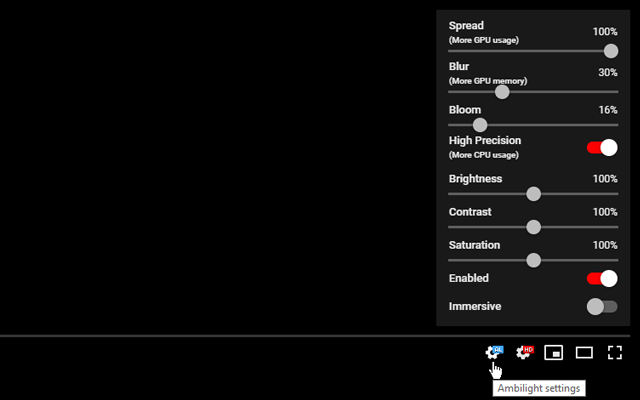 Spread
100%
(More GPU usage)
Blur
30%
(More GPU memory)
Bloom
16%
High Precision
(More CPU usage)
Brightness
100%
Contrast
100%
Saturation
100%
Enabled
Immersive
HD
Ambilight settings